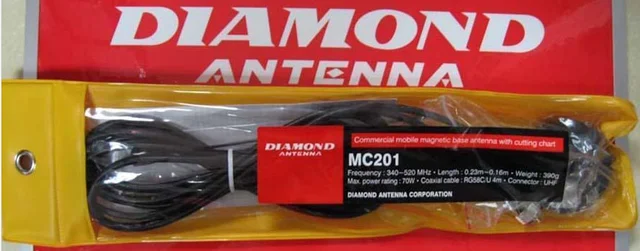 DIAMOND
ANTENNA
DIAMOND
ANTENNA
Commercial mobile magnetic base antenna with cutting chart
MC201
Frequency : 340~520 MHz • Length : 0.23m~0.16m • Weight : 390g
Max. power rating : 70W • Coaxial cable : RG58C/U 4m • Connector : UHF
DIAMOND ANTENNA CORPORATION